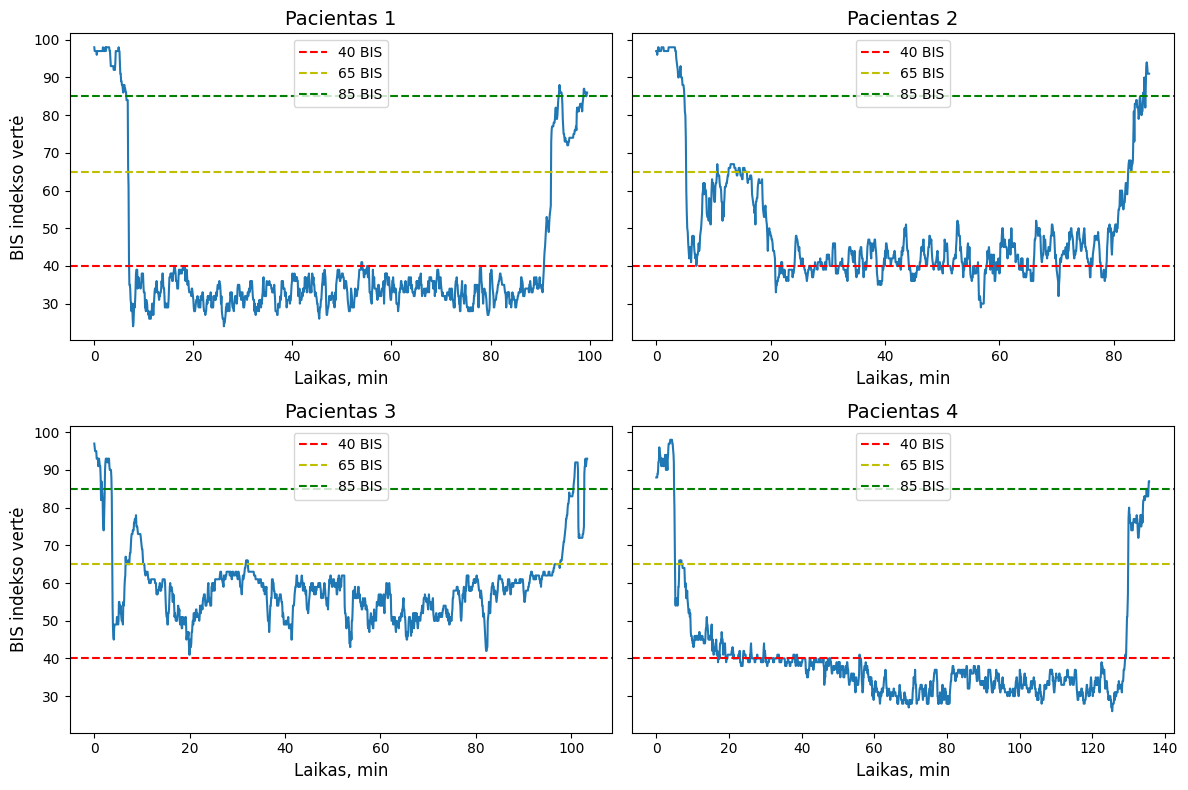 Pacientas 1
100
90
80
70
60
50
40
30
BIS indekso vertė
40 BIS
65 BIS
85 BIS
0 20 40 60 80 100
Laikas, min
Pacientas 2
40 BIS
65 BIS
85 BIS
0 20 40 60 80
Laikas, min
Pacientas 3
100
90
80
70
60
50
40
30
BIS indekso vertė
40 BIS
65 BIS
85 BIS
0 20 40 60 80 100
Laikas, min
Pacientas 4
40 BIS
65 BIS
85 BIS
0 20 40 60 80 100 120 140
Laikas, min